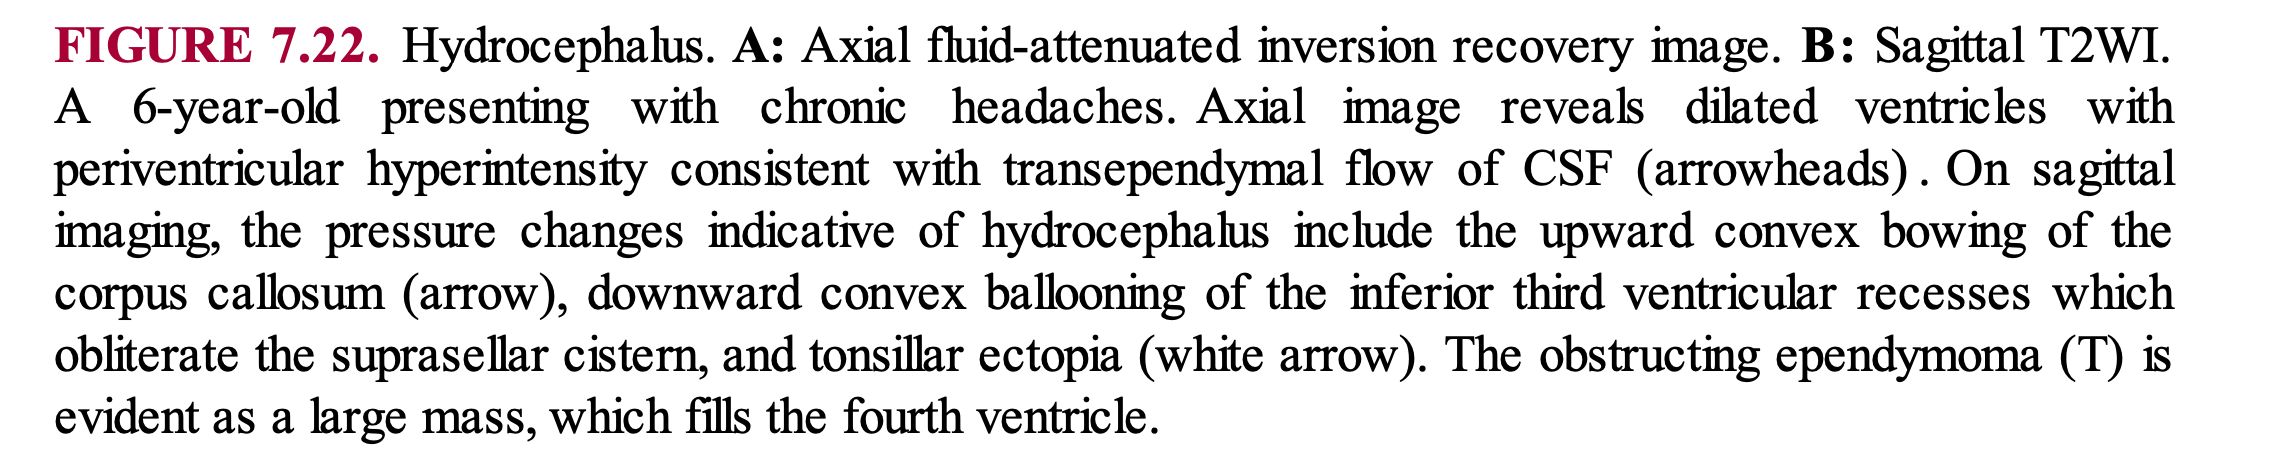 FIGURE 7.22. Hydrocephalus. A: Axial fluid-attenuated inversion recovery image. B: Sagittal T2WI.
A 6-year-old presenting with chronic headaches. Axial image reveals dilated ventricles with
periventricular hyperintensity consistent with transependymal flow of CSF (arrowheads). On sagittal
imaging, the pressure changes indicative of hydrocephalus include the upward convex bowing of the
corpus callosum (arrow), downward convex ballooning of the inferior third ventricular recesses which
obliterate the suprasellar cistern, and tonsillar ectopia (white arrow). The obstructing ependymoma (T) is
evident as a large mass, which fills the fourth ventricle.